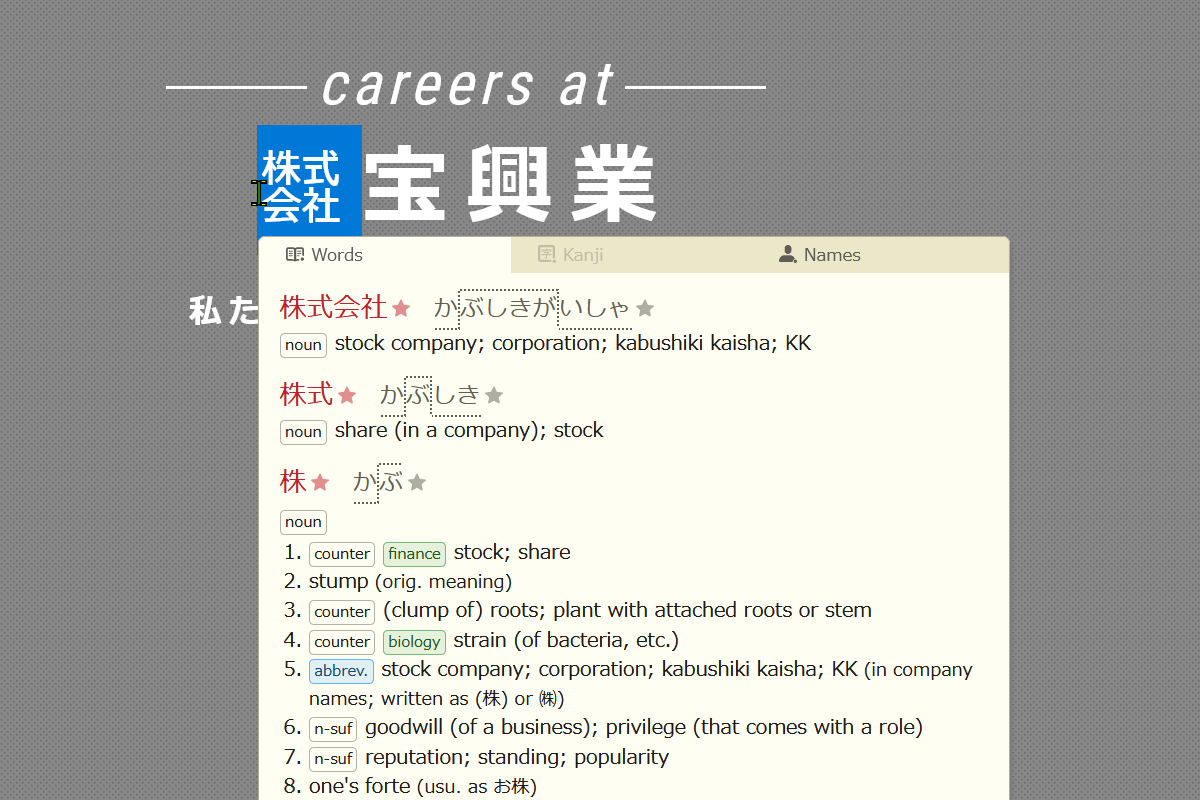 careers at
株式
会社
宝興業
私た
Words
Kanji
Names
株式会社★ かぶしきがいしゃ★
noun stock company; corporation; kabushiki kaisha; KK
株式★ かぶしき★
noun share (in a company); stock
株★ かぶ★
noun
1. counter finance stock; share
2. stump (orig. meaning)
3. counter (clump of) roots; plant with attached roots or stem
4. counter biology strain (of bacteria, etc.)
5. abbrev. stock company; corporation; kabushiki kaisha; KK (in company
names; written as (株) or ㈱)
6. n-suf goodwill (of a business); privilege (that comes with a role)
7. n-suf reputation; standing; popularity
8. one's forte (usu. as お株)